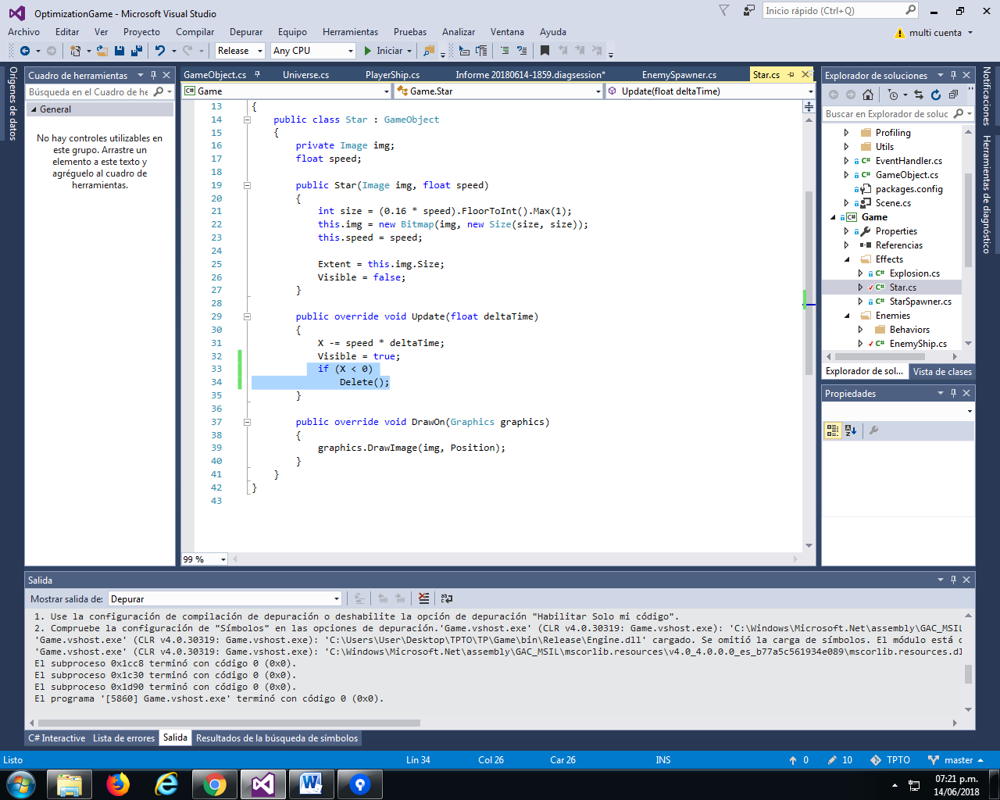 OptimizationGame - Microsoft Visual Studio
Inicio rápido (Ctrl+Q)
Archivo Editar Ver Proyecto Compilar Depurar Equipo Herramientas Pruebas Analizar Ventana Ayuda
multi cuenta
Release Any CPU Iniciar
Orígenes de datos
Cuadro de herramientas
Búsqueda en el Cuadro de he
General
No hay controles utilizables en
este grupo. Arrastre un
elemento a este texto y
agréguelo al cuadro de
herramientas.
GameObject.cs Universe.cs PlayerShip.cs Informe 20180614-1859.diagsession* EnemySpawner.cs Star.cs
Game Game.Star Update(float deltaTime)
13 {
14 public class Star : GameObject
15 {
16 private Image img;
17 float speed;
18
19 public Star(Image img, float speed)
20 {
21 int size = (0.16 * speed).FloorToInt().Max(1);
22 this.img = new Bitmap(img, new Size(size, size));
23 this.speed = speed;
24
25 Extent = this.img.Size;
26 Visible = false;
27 }
28
29 public override void Update(float deltaTime)
30 {
31 X -= speed * deltaTime;
32 Visible = true;
33 if (X < 0)
34 Delete();
35 }
36
37 public override void DrawOn(Graphics graphics)
38 {
39 graphics.DrawImage(img, Position);
40 }
41 }
42 }
43
99 %
Explorador de soluciones
Buscar en Explorador de soluc
Profiling
Utils
EventHandler.cs
GameObject.cs
packages.config
Scene.cs
Game
Properties
Referencias
Effects
Explosion.cs
Star.cs
StarSpawner.cs
Enemies
Behaviors
EnemyShip.cs
Explorador de sol... Vista de clases
Propiedades
Notificaciones
Herramientas de diagnóstico
Salida
Mostrar salida de: Depurar
1. Use la configuración de compilación de depuración o deshabilite la opción de depuración "Habilitar Solo mi código".
2. Compruebe la configuración de "Símbolos" en las opciones de depuración.'Game.vshost.exe' (CLR v4.0.30319: Game.vshost.exe): 'C:\Windows\Microsoft.Net\assembly\GAC_MSIL
'Game.vshost.exe' (CLR v4.0.30319: Game.vshost.exe): 'C:\Users\User\Desktop\TPTO\TP\Game\bin\Release\Engine.dll' cargado. Se omitió la carga de símbolos. El módulo está o
'Game.vshost.exe' (CLR v4.0.30319: Game.vshost.exe): 'C:\Windows\Microsoft.Net\assembly\GAC_MSIL\mscorlib.resources\v4.0_4.0.0.0_es_b77a5c561934e089\mscorlib.resources.dl
El subproceso 0x1cc8 terminó con código 0 (0x0).
El subproceso 0x1c30 terminó con código 0 (0x0).
El subproceso 0x1d90 terminó con código 0 (0x0).
El programa '[5860] Game.vshost.exe' terminó con código 0 (0x0).
C# Interactive Lista de errores Salida Resultados de la búsqueda de símbolos
Listo Lín 34 Col 26 Car 26 INS 0 10 TPTO master
07:21 p.m.
14/06/2018